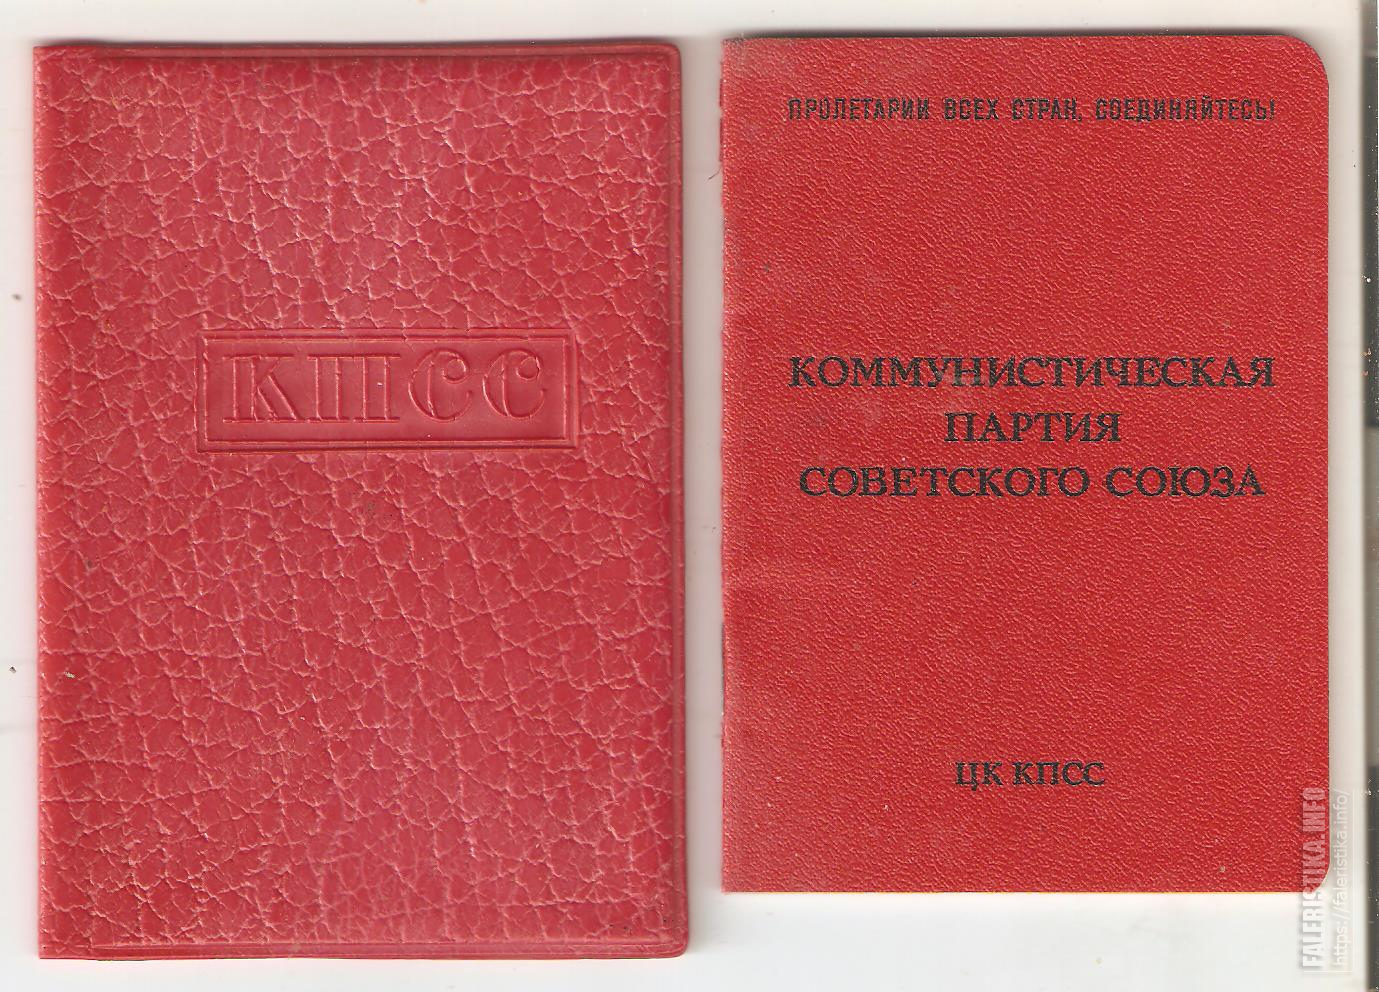 КПСС
ПРОЛЕТАРИИ ВСЕХ СТРАН, СОЕДИНЯЙТЕСЬ!
КОММУНИСТИЧЕСКАЯ
ПАРТИЯ
СОВЕТСКОГО СОЮЗА
ЦК КПСС
FALERISTIKA.INFO
https://faleristika.info/